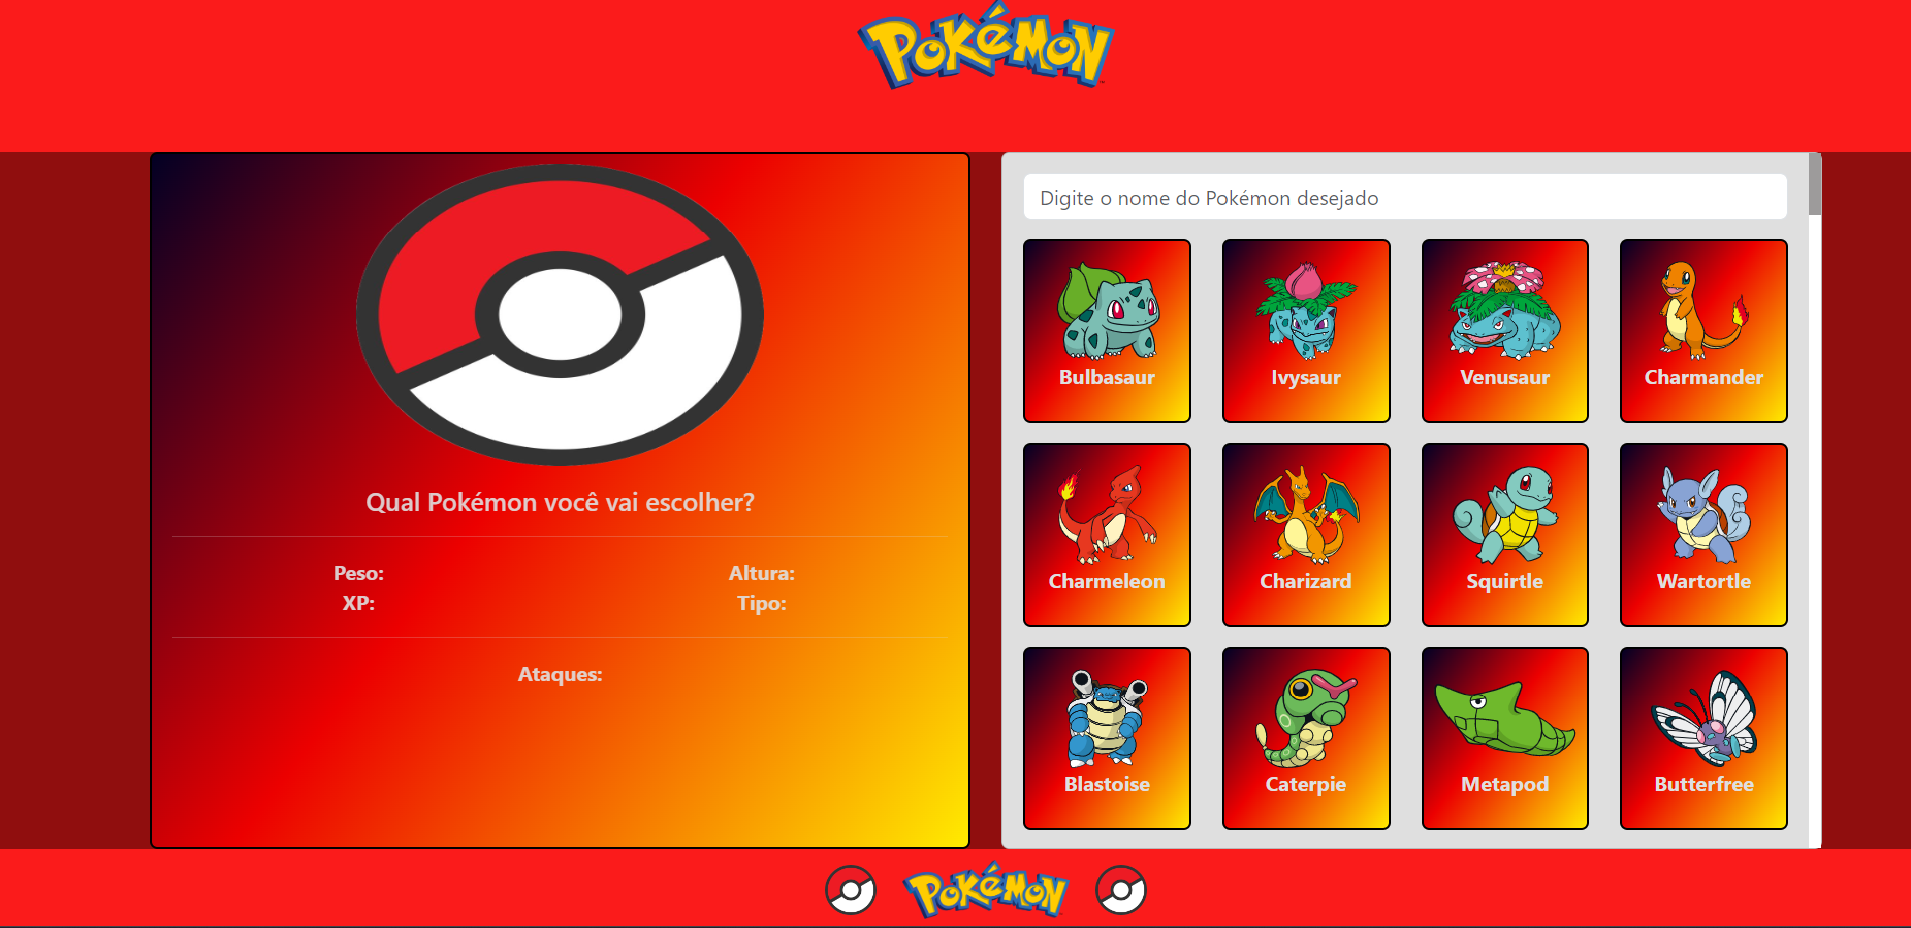 POKéMON
Qual Pokémon você vai escolher?
Peso:
Altura:
XP:
Tipo:
Ataques:
Digite o nome do Pokémon desejado
Bulbasaur
Ivysaur
Venusaur
Charmander
Charmeleon
Charizard
Squirtle
Wartortle
Blastoise
Caterpie
Metapod
Butterfree
POKéMON